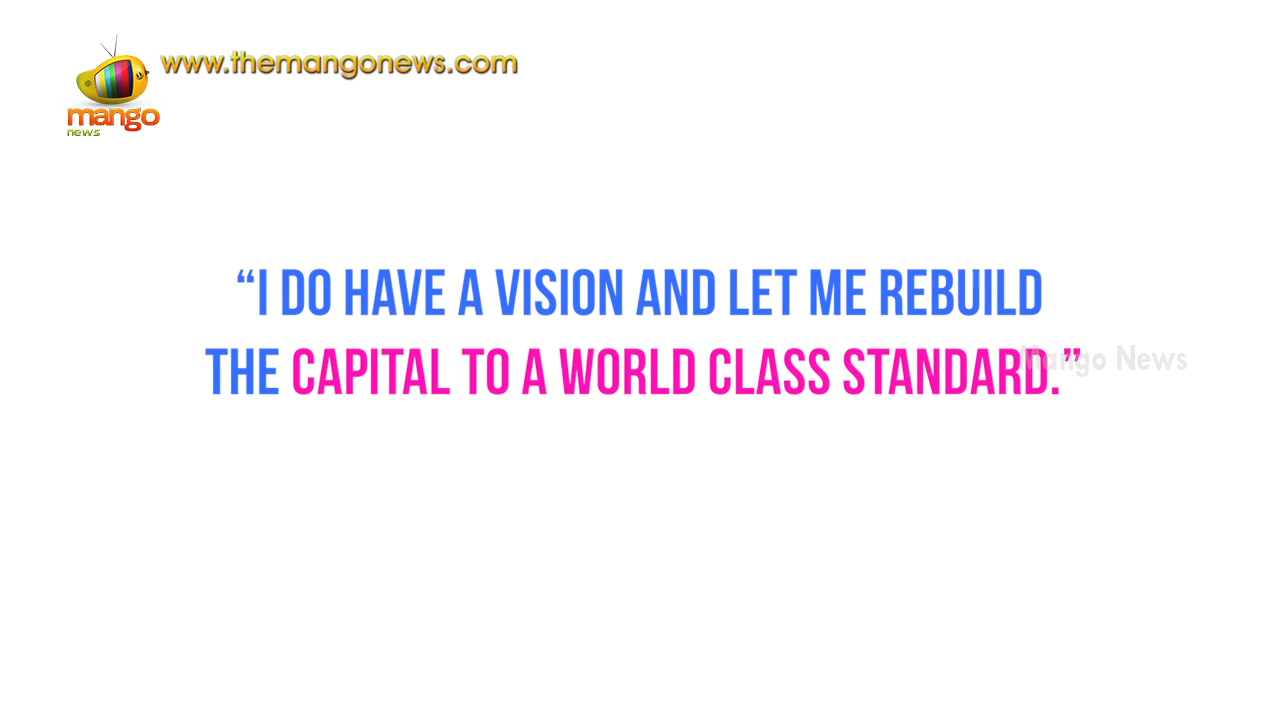 www.themangonews.com
mango
news
“I DO HAVE A VISION AND LET ME REBUILD
THE CAPITAL TO A WORLD CLASS STANDARD.”
Mango News